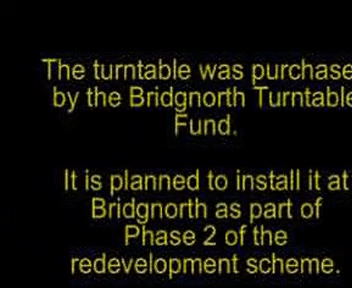 The turntable was purchase
by the Bridgnorth Turntable
Fund.
It is planned to install it at
Bridgnorth as part of
Phase 2 of the
redevelopment scheme.